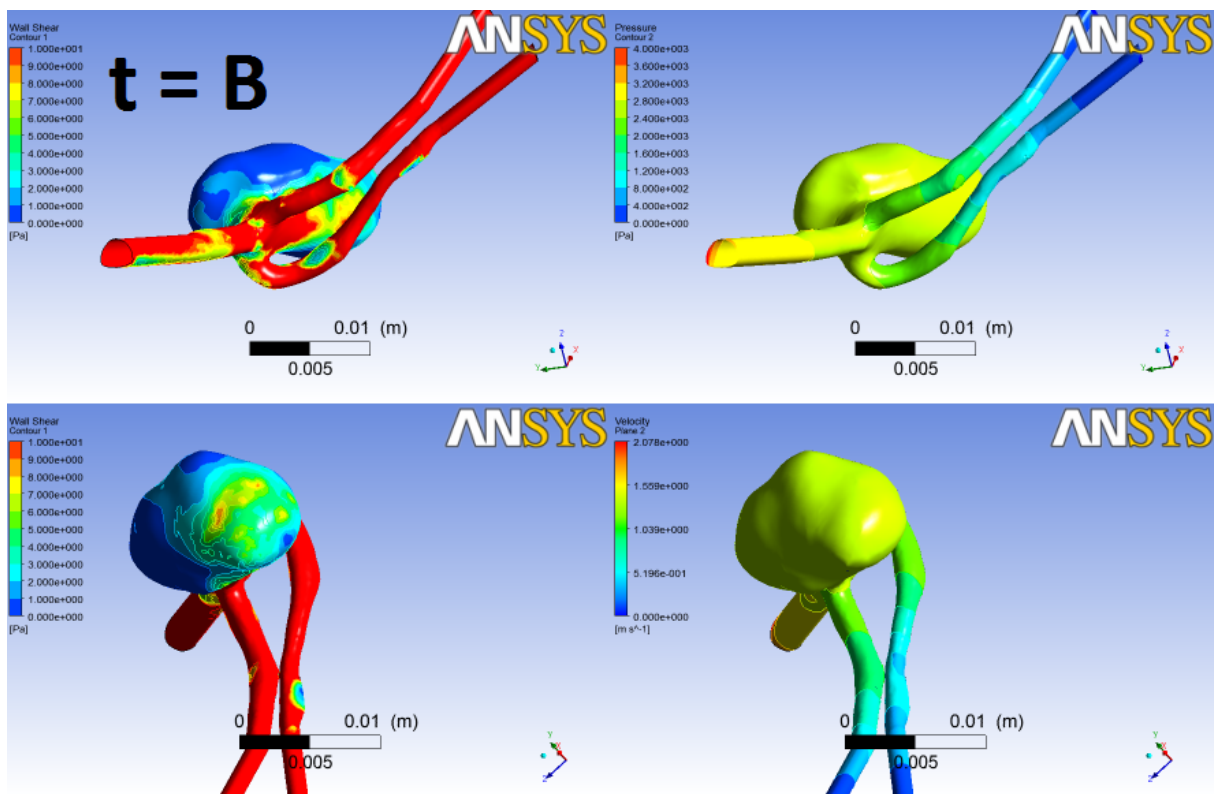 Wall Shear
Contour 1
1.000e+001
9.000e+000
8.000e+000
7.000e+000
6.000e+000
5.000e+000
4.000e+000
3.000e+000
2.000e+000
1.000e+000
0.000e+000
[Pa]
t = B
ANSYS
0 0.01 (m)
0.005
Z
X
Y
Pressure
Contour 2
4.000e+003
3.600e+003
3.200e+003
2.800e+003
2.400e+003
2.000e+003
1.600e+003
1.200e+003
8.000e+002
4.000e+002
0.000e+000
[Pa]
ANSYS
0 0.01 (m)
0.005
Z
X
Y
Wall Shear
Contour 1
1.000e+001
9.000e+000
8.000e+000
7.000e+000
6.000e+000
5.000e+000
4.000e+000
3.000e+000
2.000e+000
1.000e+000
0.000e+000
[Pa]
ANSYS
0 0.01 (m)
0.005
Y
X
Z
Velocity
Plane 2
2.078e+000
1.559e+000
1.039e+000
5.196e-001
0.000e+000
[m s^-1]
ANSYS
0 0.01 (m)
0.005
Y
X
Z